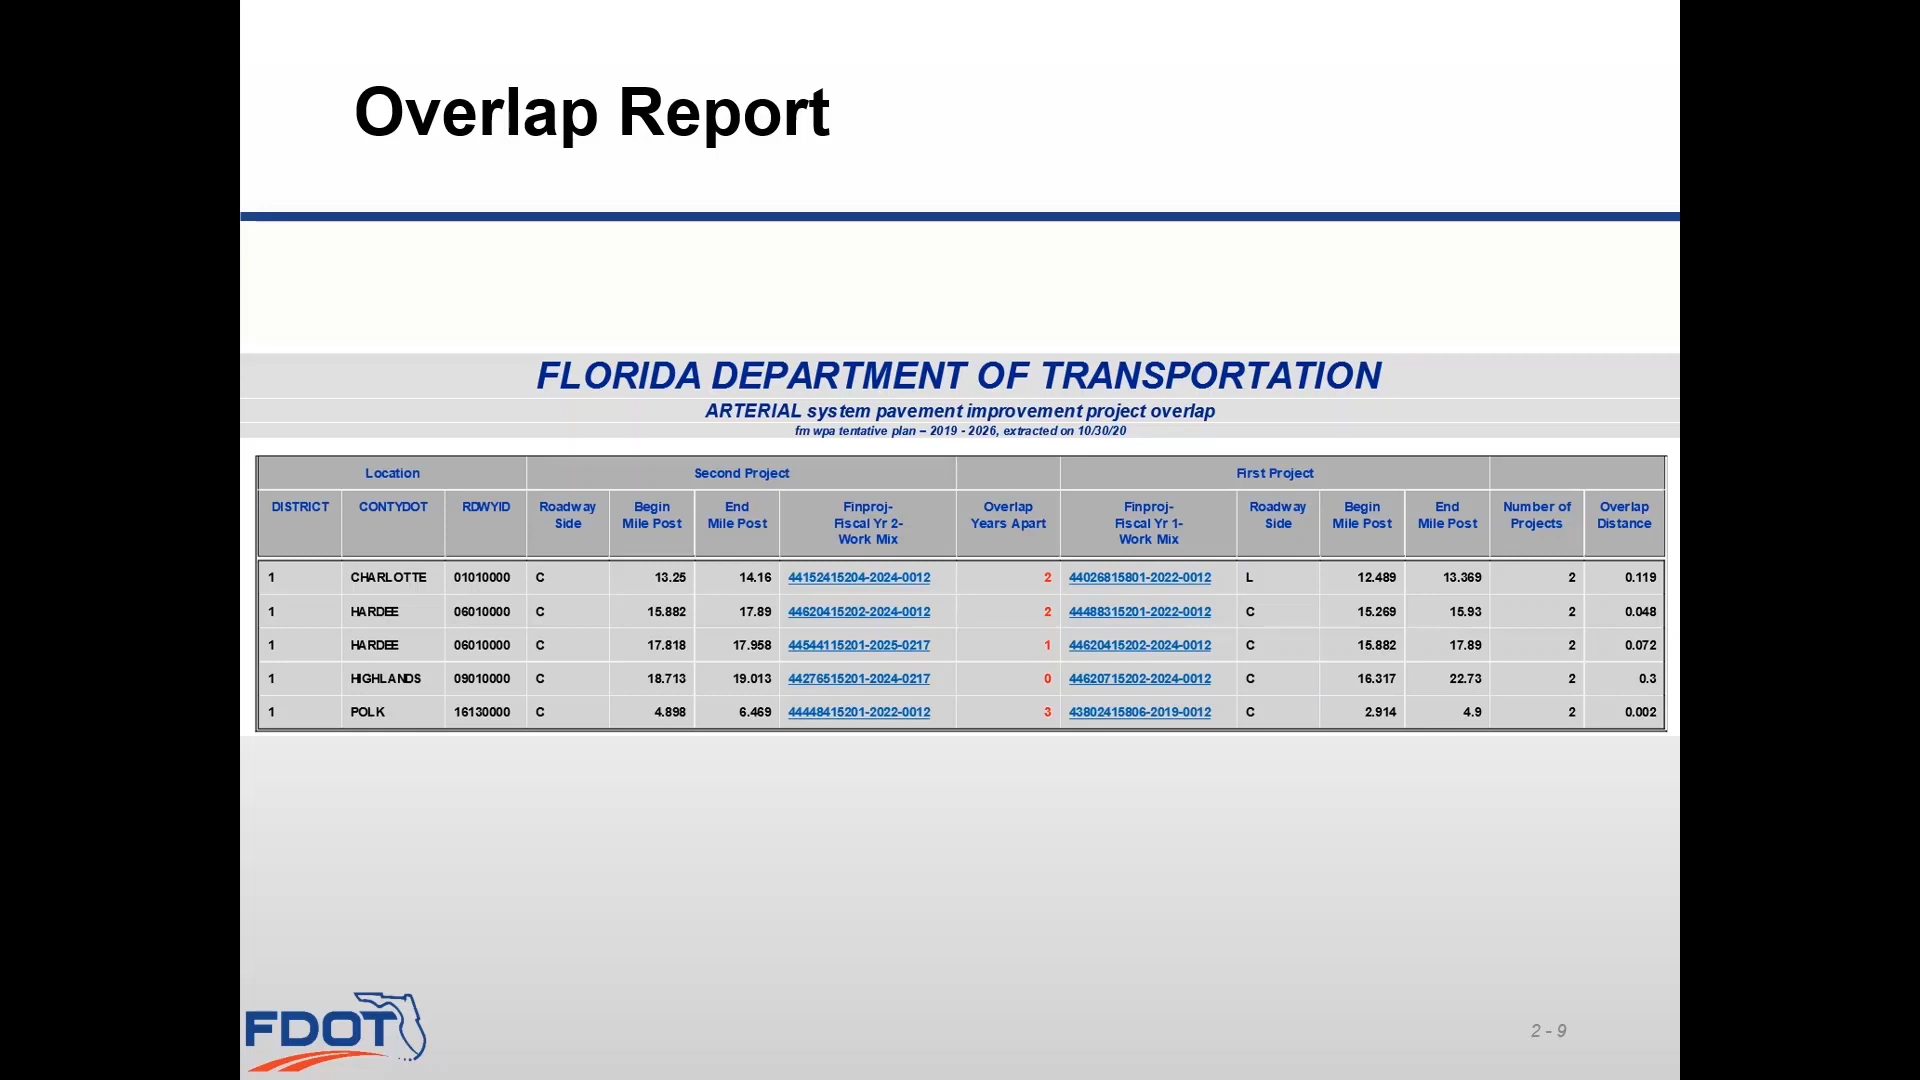 Overlap Report
FLORIDA DEPARTMENT OF TRANSPORTATION
ARTERIAL system pavement improvement project overlap
fm wpa tentative plan – 2019 - 2026, extracted on 10/30/20
Location Second Project First Project
DISTRICT CONTYDOT RDWYID Roadway Side Begin Mile Post End Mile Post Finproj- Fiscal Yr 2- Work Mix Overlap Years Apart Finproj- Fiscal Yr 1- Work Mix Roadway Side Begin Mile Post End Mile Post Number of Projects Overlap Distance
1 CHARLOTTE 01010000 C 13.25 14.16 44152415204-2024-0012 2 44026815801-2022-0012 L 12.489 13.369 2 0.119
1 HARDEE 06010000 C 15.882 17.89 44620415202-2024-0012 2 44488315201-2022-0012 C 15.269 15.93 2 0.048
1 HARDEE 06010000 C 17.818 17.958 44544115201-2025-0217 1 44620415202-2024-0012 C 15.882 17.89 2 0.072
1 HIGHLANDS 09010000 C 18.713 19.013 44276515201-2024-0217 0 44620715202-2024-0012 C 16.317 22.73 2 0.3
1 POLK 16130000 C 4.898 6.469 44448415201-2022-0012 3 43802415806-2019-0012 C 2.914 4.9 2 0.002
FDOT
2 - 9